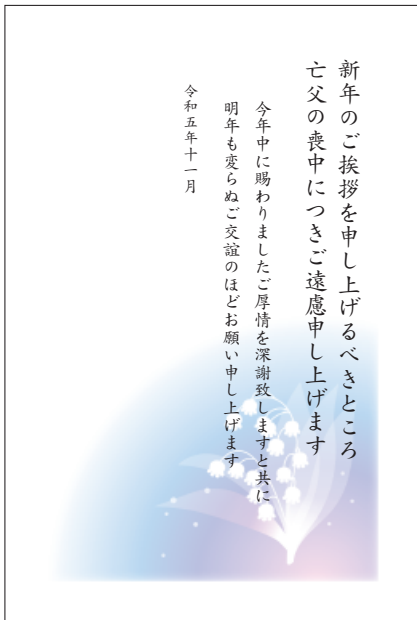 新年のご挨拶を申し上げるべきところ
亡父の喪中につきご遠慮申し上げます
今年中に賜わりましたご厚情を深謝致しますと共に
明年も変らぬご交誼のほどお願い申し上げます
令和五年十一月